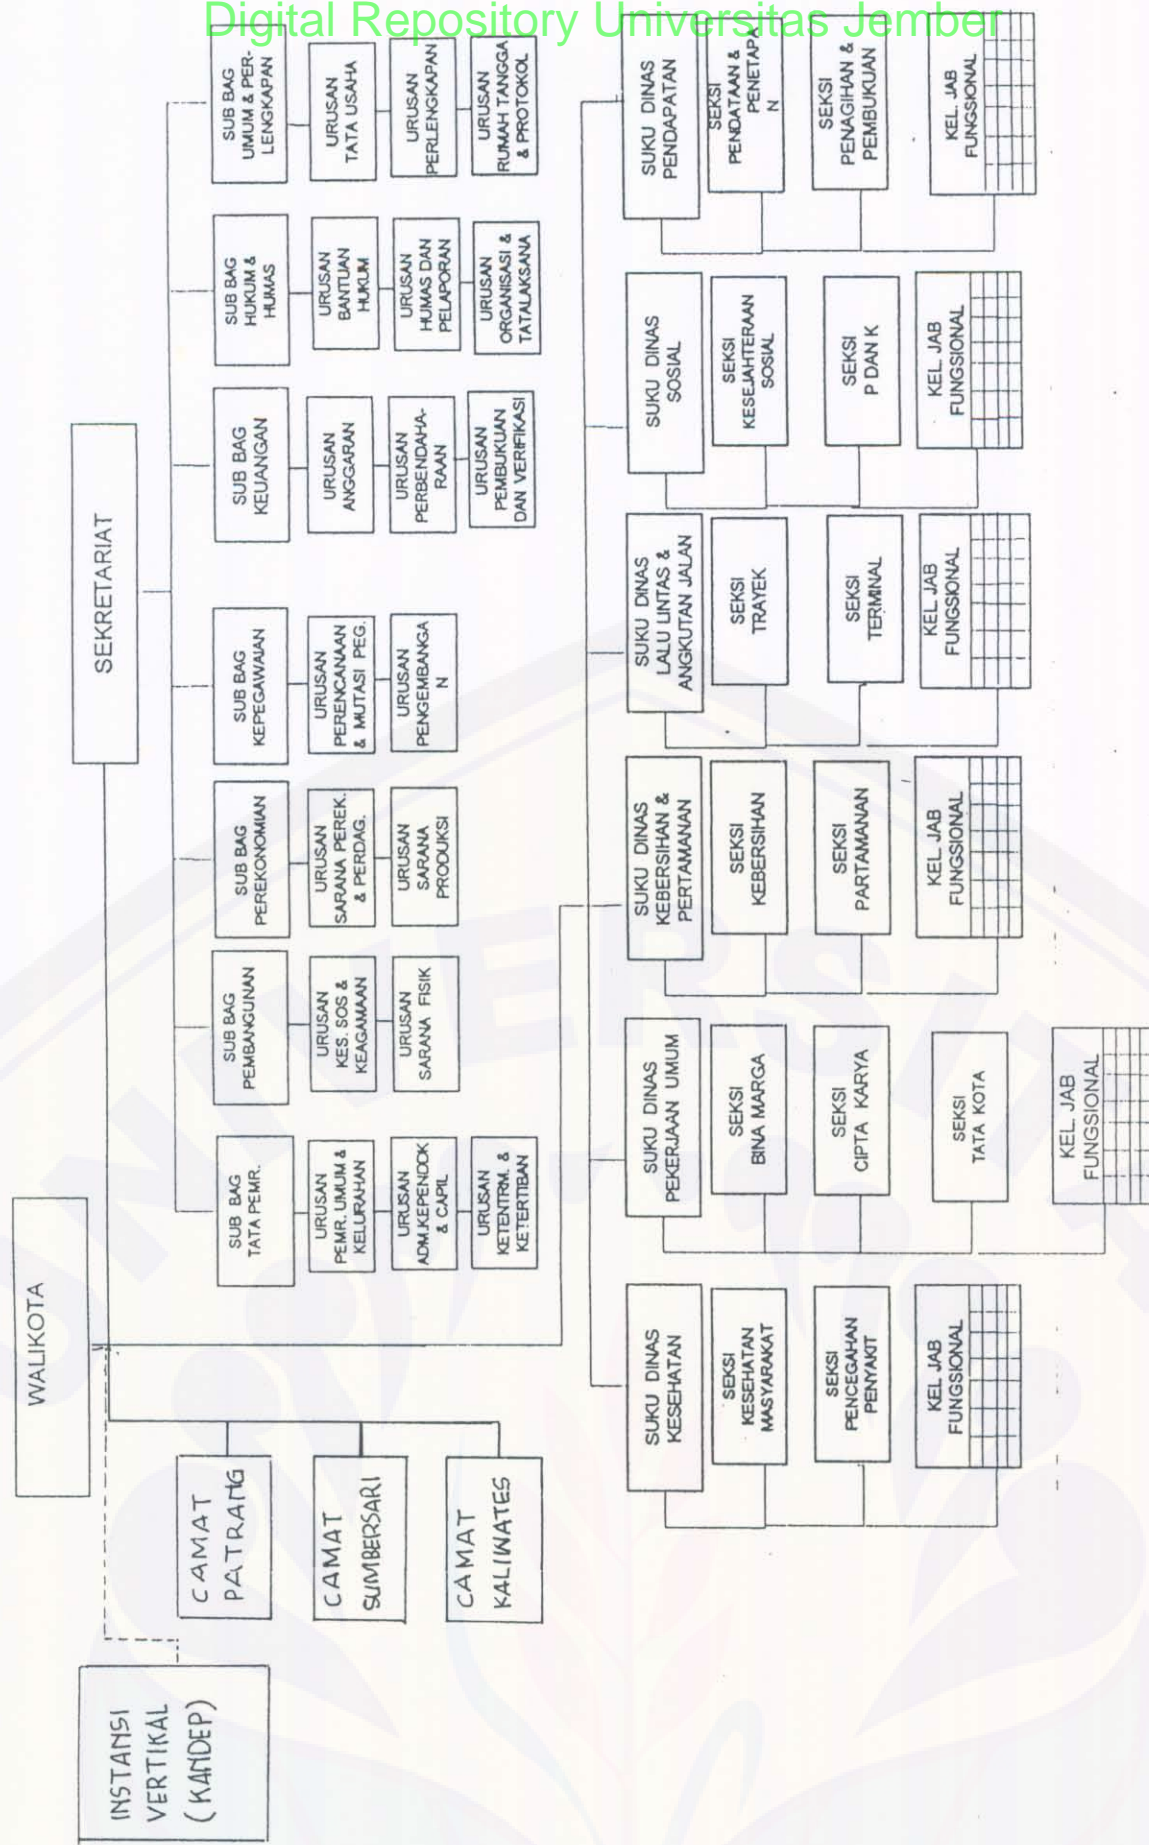 Digital Repository Universitas Jember
WALIKOTA
INSTANSI
VERTIKAL
(KANDEP)
CAMAT
PATRANG
CAMAT
SUMBERSARI
CAMAT
KALIWATES
SEKRETARIAT
SUB BAG
TATA PEMR.
URUSAN
PEMR. UMUM &
KELURAHAN
URUSAN
ADM.KEPENDDK
& CAPIL
URUSAN
KETENTRM. &
KETERTIBAN
SUB BAG
PEMBANGUNAN
URUSAN
KES. SOS &
KEAGAMAAN
URUSAN
SARANA FISIK
SUB BAG
PEREKONOMIAN
URUSAN
SARANA PEREK.
& PERDAG.
URUSAN
SARANA
PRODUKSI
SUB BAG
KEPEGAWAIAN
URUSAN
PERENCANAAN
& MUTASI PEG.
URUSAN
PENGEMBANGA
N
SUB BAG
KEUANGAN
URUSAN
ANGGARAN
URUSAN
PERBENDAHA-
RAAN
URUSAN
PEMBUKUAN
DAN VERIFIKASI
SUB BAG
HUKUM &
HUMAS
URUSAN
BANTUAN
HUKUM
URUSAN
HUMAS DAN
PELAPORAN
URUSAN
ORGANISASI &
TATALAKSANA
SUB BAG
UMUM & PER-
LENGKAPAN
URUSAN
TATA USAHA
URUSAN
PERLENGKAPAN
URUSAN
RUMAH TANGGA
& PROTOKOL
SUKU DINAS
KESEHATAN
SEKSI
KESEHATAN
MASYARAKAT
SEKSI
PENCEGAHAN
PENYAKIT
KEL. JAB
FUNGSIONAL
SUKU DINAS
PEKERJAAN UMUM
SEKSI
BINA MARGA
SEKSI
CIPTA KARYA
SEKSI
TATA KOTA
KEL. JAB
FUNGSIONAL
SUKU DINAS
KEBERSIHAN &
PERTAMANAN
SEKSI
KEBERSIHAN
SEKSI
PARTAMANAN
KEL. JAB
FUNGSIONAL
SUKU DINAS
LALU LINTAS &
ANGKUTAN JALAN
SEKSI
TRAYEK
SEKSI
TERMINAL
KEL. JAB
FUNGSIONAL
SUKU DINAS
SOSIAL
SEKSI
KESEJAHTERAAN
SOSIAL
SEKSI
P DAN K
KEL. JAB
FUNGSIONAL
SUKU DINAS
PENDAPATAN
SEKSI
PENDATAAN &
PENETAPA
N
SEKSI
PENAGIHAN &
PEMBUKUAN
KEL. JAB
FUNGSIONAL
UNIVERSITA